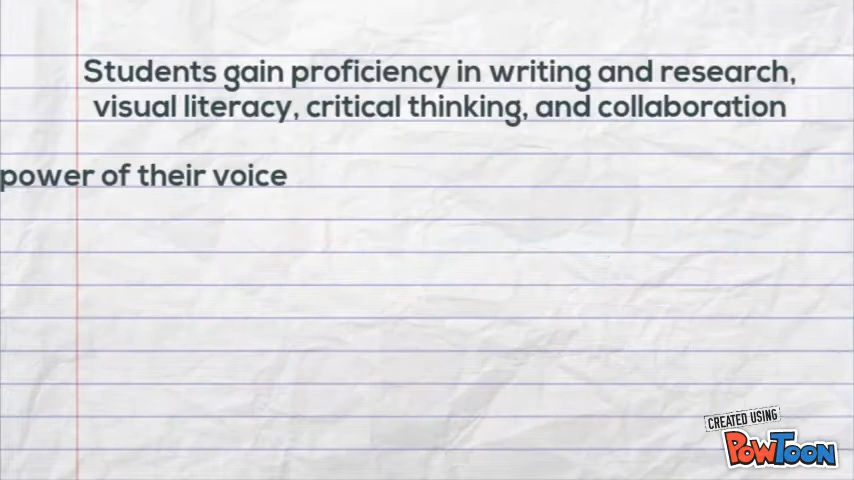 Students gain proficiency in writing and research,
visual literacy, critical thinking, and collaboration
power of their voice
CREATED USING
POWTOON